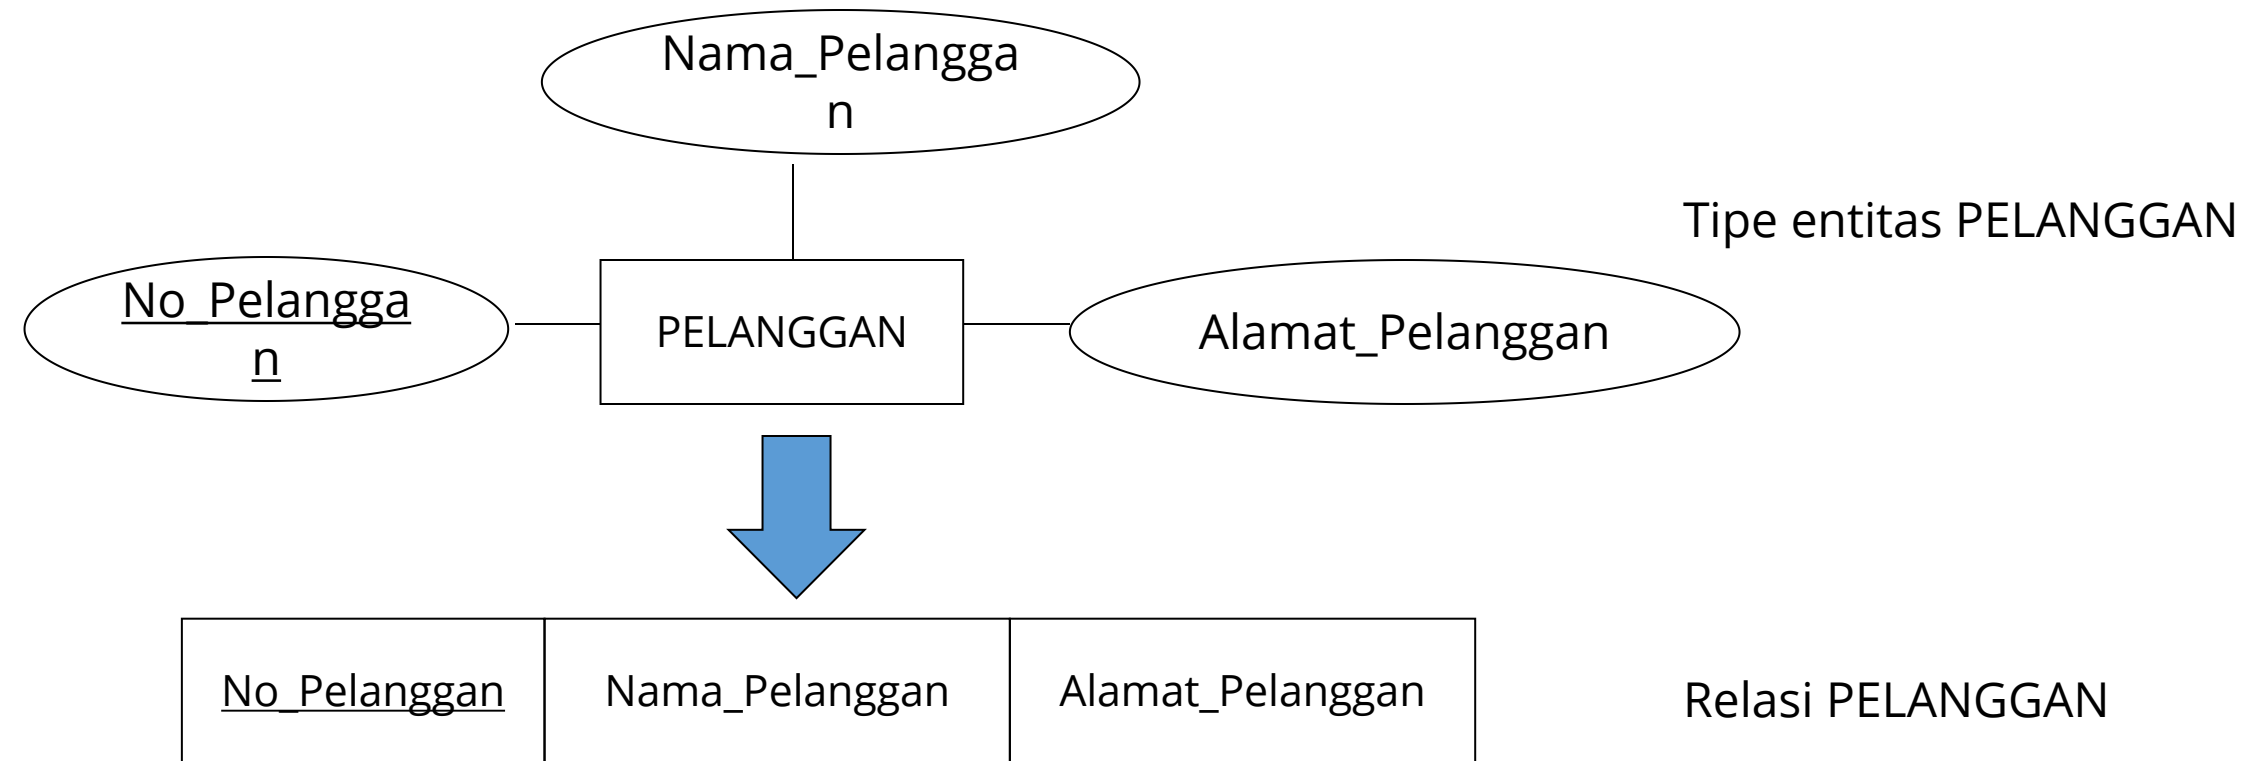 Nama_Pelangga
n
Tipe entitas PELANGGAN
No_Pelangga
n
PELANGGAN
Alamat_Pelanggan
No_Pelanggan
Nama_Pelanggan
Alamat_Pelanggan
Relasi PELANGGAN